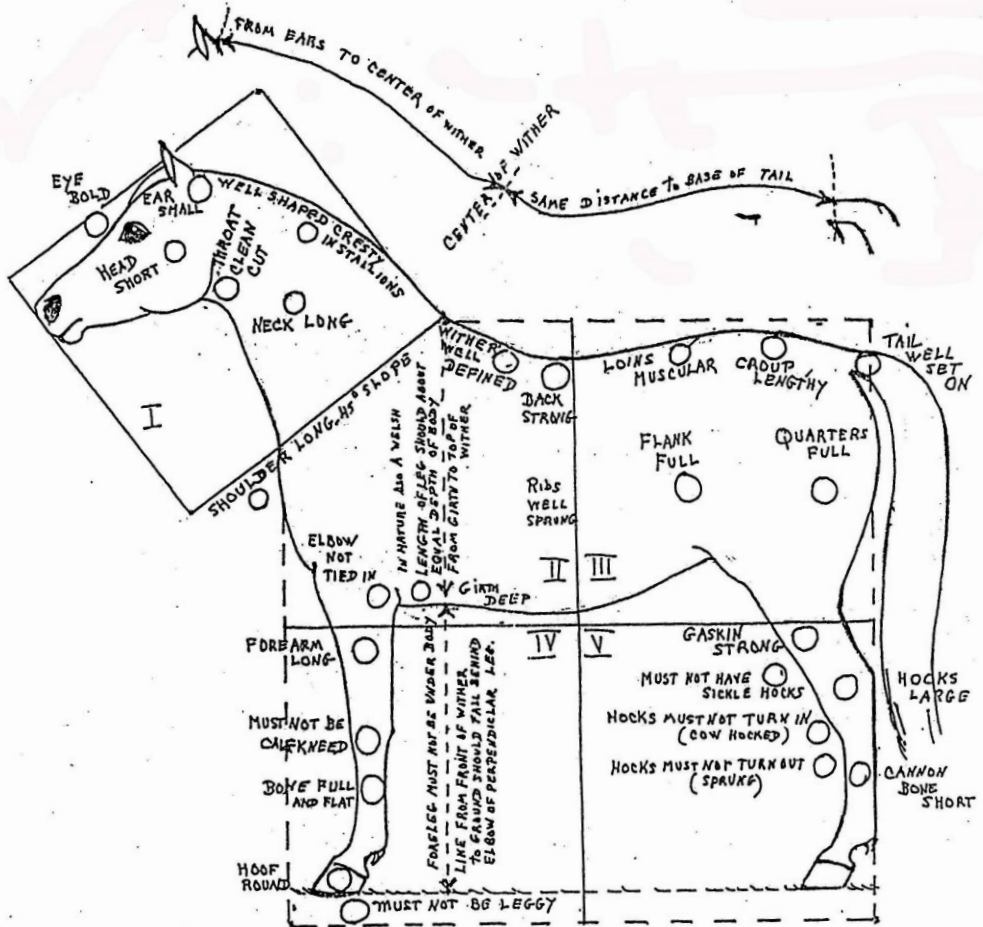 FROM EARS TO CENTER OF WITHER
CENTER OF WITHER
SAME DISTANCE TO BASE OF TAIL
EYE
BOLD
EAR
SMALL
WELL SHAPED CRESTY
IN STALLIONS
HEAD
SHORT
THROAT
CLEAN
CUT
NECK LONG
I
SHOULDER LONG, 45° SLOPE
WITHER
WELL
DEFINED
BACK
STRONG
LOINS
MUSCULAR
CROUP
LENGTHY
TAIL
WELL
SET
ON
IN MATURE ALSO A WELSH
LENGTH OF LEG SHOULD ABOUT
EQUAL DEPTH OF BODY
FROM GIRTH TO TOP OF
WITHER
RIBS
WELL
SPRUNG
FLANK
FULL
QUARTERS
FULL
ELBOW
NOT
TIED IN
GIRTH
DEEP
II
III
IV
V
FOREARM
LONG
GASKIN
STRONG
MUST NOT HAVE
SICKLE HOCKS
HOCKS
LARGE
MUST NOT BE
CALFKNEED
HOCKS MUST NOT TURN IN
(COW HOCKED)
BONE FULL
AND FLAT
HOCKS MUST NOT TURN OUT
(SPRUNG)
CANNON
BONE
SHORT
FORELEG MUST NOT BE UNDER BODY
LINE FROM FRONT OF WITHER
TO GROUND SHOULD FALL BEHIND
ELBOW OF PERPENDICLAR LEG.
HOOF
ROUND
MUST NOT BE LEGGY